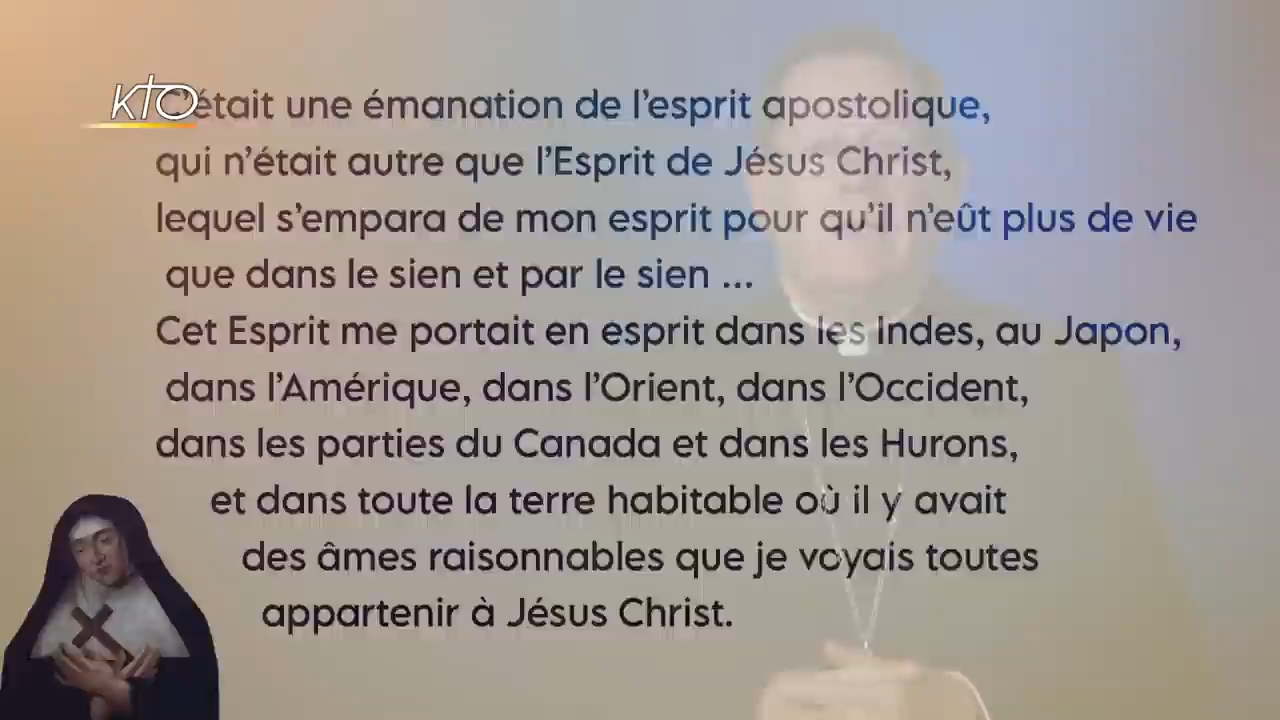 KTO
C'était une émanation de l'esprit apostolique,
qui n'était autre que l'Esprit de Jésus Christ,
lequel s'empara de mon esprit pour qu'il n'eût plus de vie
que dans le sien et par le sien ...
Cet Esprit me portait en esprit dans les Indes, au Japon,
dans l'Amérique, dans l'Orient, dans l'Occident,
dans les parties du Canada et dans les Hurons,
et dans toute la terre habitable où il y avait
des âmes raisonnables que je voyais toutes
appartenir à Jésus Christ.